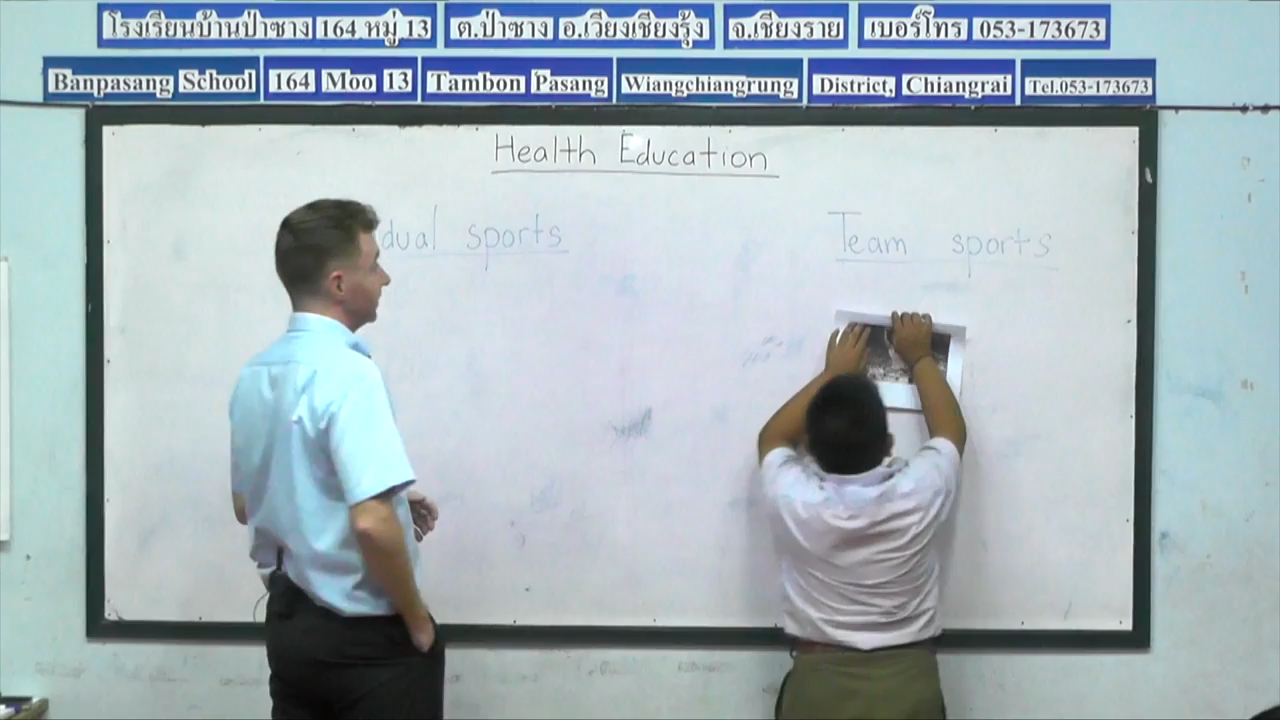 โรงเรียนบ้านป่าซาง 164 หมู่ 13 ต.ป่าซาง อ.เวียงเชียงรุ้ง จ.เชียงราย เบอร์โทร 053-173673
Banpasang School 164 Moo 13 Tambon Pasang Wiangchiangrung District, Chiangrai Tel.053-173673
Health Education
dual sports
Team sports